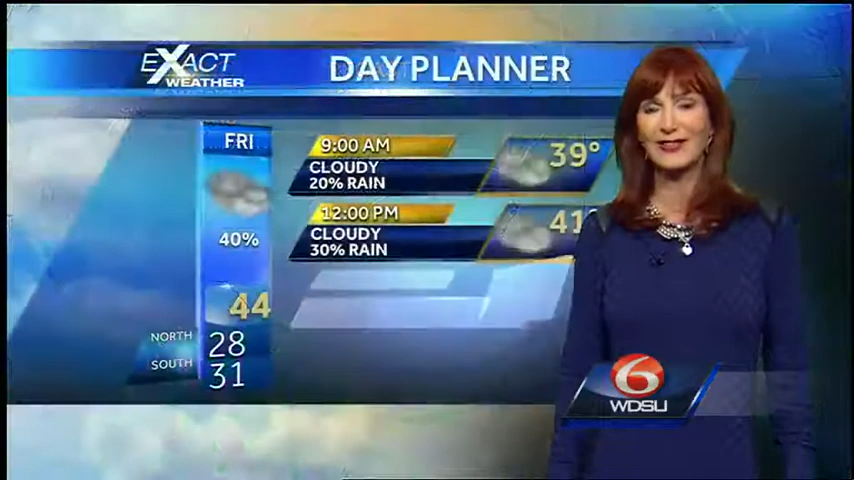 EXACT
WEATHER
DAY PLANNER
FRI
40%
44
NORTH 28
SOUTH 31
9:00 AM
CLOUDY
20% RAIN
39°
12:00 PM
CLOUDY
30% RAIN
41°
6
WDSU